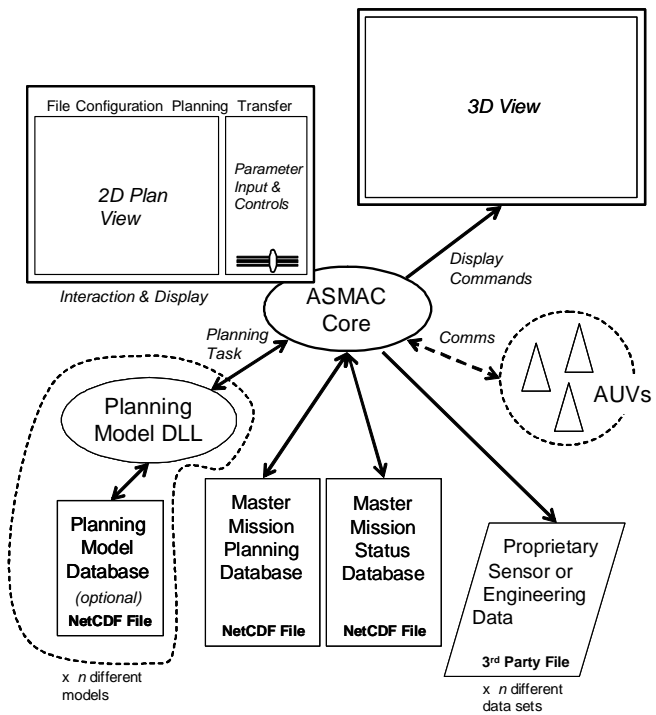 File Configuration Planning Transfer
2D Plan
View
Parameter
Input &
Controls
Interaction & Display
3D View
Display
Commands
ASMAC
Core
Planning
Task
Comms
AUVs
Planning
Model DLL
Planning
Model
Database
(optional)
NetCDF File
x n different
models
Master
Mission
Planning
Database
NetCDF File
Master
Mission
Status
Database
NetCDF File
Proprietary
Sensor or
Engineering
Data
3rd Party File
x n different
data sets